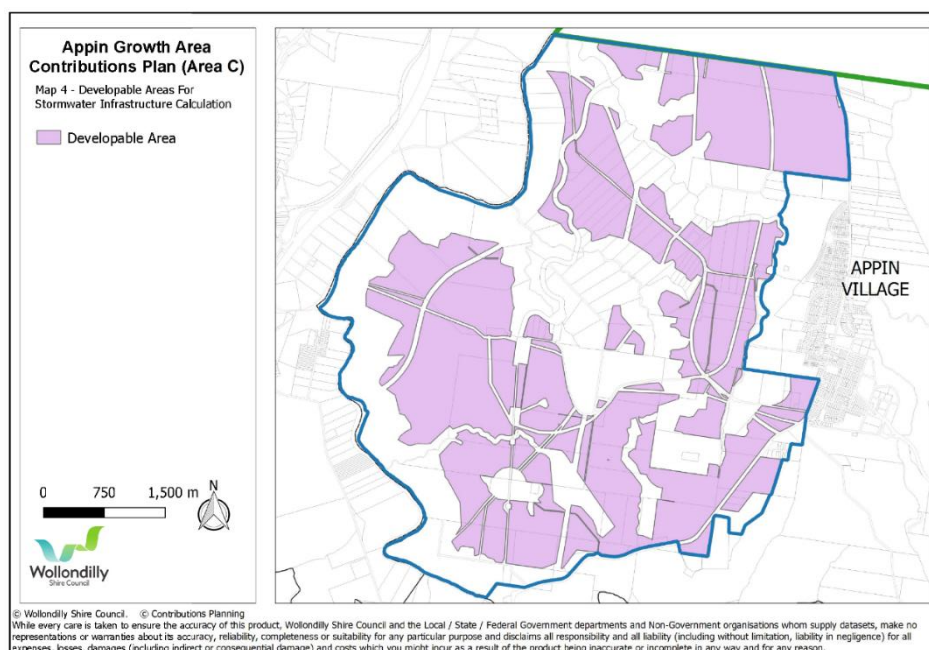 Appin Growth Area
Contributions Plan (Area C)
Map 4 - Developable Areas For
Stormwater Infrastructure Calculation
Developable Area
APPIN
VILLAGE
0 750 1,500 m
N
Wollondilly
Shire Council
© Wollondilly Shire Council. © Contributions Planning
While every care is taken to ensure the accuracy of this product, Wollondilly Shire Council and the Local / State / Federal Government departments and Non-Government organisations whom supply datasets, make no
representations or warranties about its accuracy, reliability, completeness or suitability for any particular purpose and disclaims all responsibility and all liability (including without limitation, liability in negligence) for all
expenses, losses, damages (including indirect or consequential damage) and costs which you might incur as a result of the product being inaccurate or incomplete in any way and for any reason.